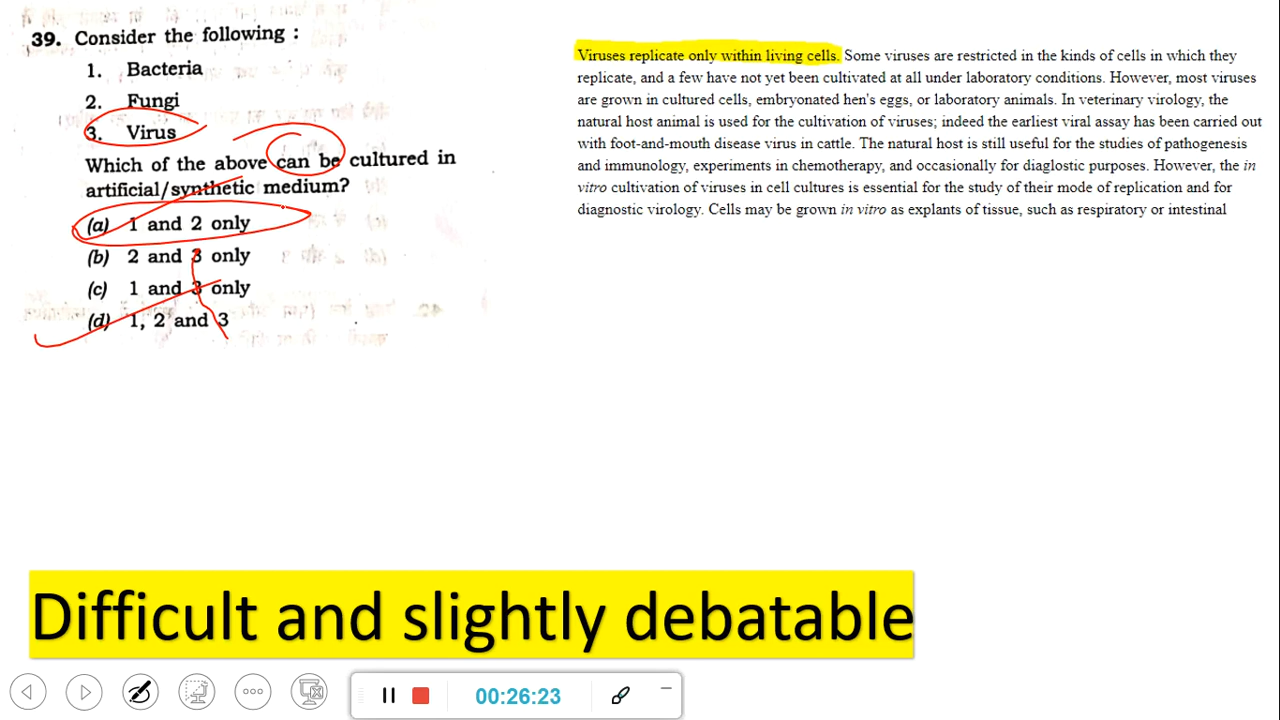 39. Consider the following :
1. Bacteria
2. Fungi
3. Virus
Which of the above can be cultured in
artificial/synthetic medium?
(a) 1 and 2 only
(b) 2 and 3 only
(c) 1 and 3 only
(d) 1, 2 and 3
Viruses replicate only within living cells. Some viruses are restricted in the kinds of cells in which they
replicate, and a few have not yet been cultivated at all under laboratory conditions. However, most viruses
are grown in cultured cells, embryonated hen's eggs, or laboratory animals. In veterinary virology, the
natural host animal is used for the cultivation of viruses; indeed the earliest viral assay has been carried out
with foot-and-mouth disease virus in cattle. The natural host is still useful for the studies of pathogenesis
and immunology, experiments in chemotherapy, and occasionally for diaglostic purposes. However, the in
vitro cultivation of viruses in cell cultures is essential for the study of their mode of replication and for
diagnostic virology. Cells may be grown in vitro as explants of tissue, such as respiratory or intestinal
Difficult and slightly debatable
00:26:23